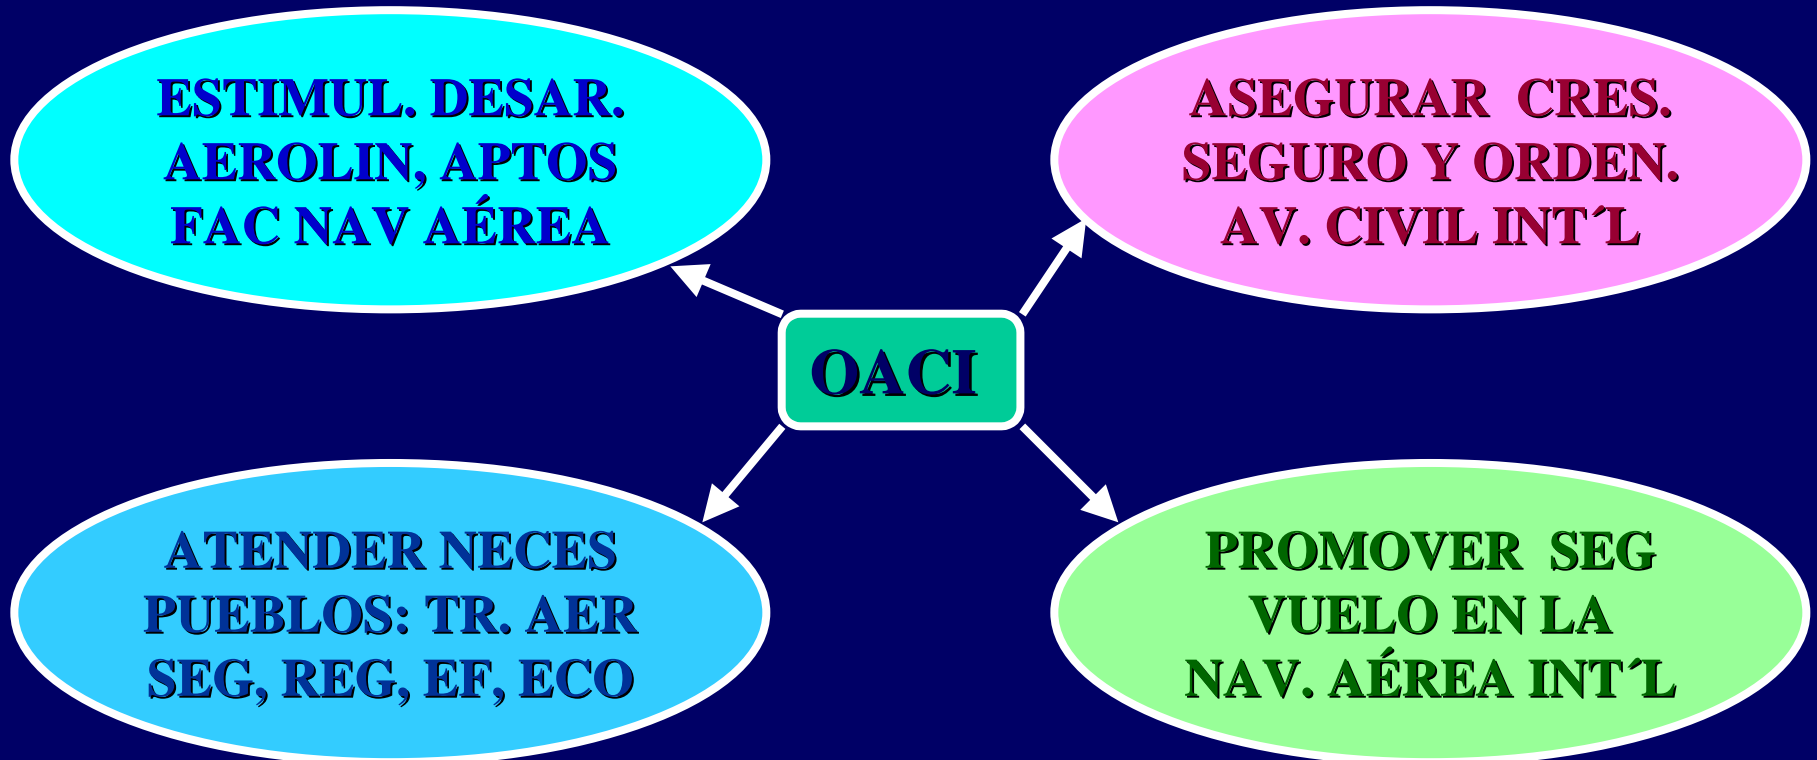 ESTIMUL. DESAR.
AEROLIN, APTOS
FAC NAV AÉREA
ASEGURAR CRES.
SEGURO Y ORDEN.
AV. CIVIL INT´L
OACI
ATENDER NECES
PUEBLOS: TR. AER
SEG, REG, EF, ECO
PROMOVER SEG
VUELO EN LA
NAV. AÉREA INT´L